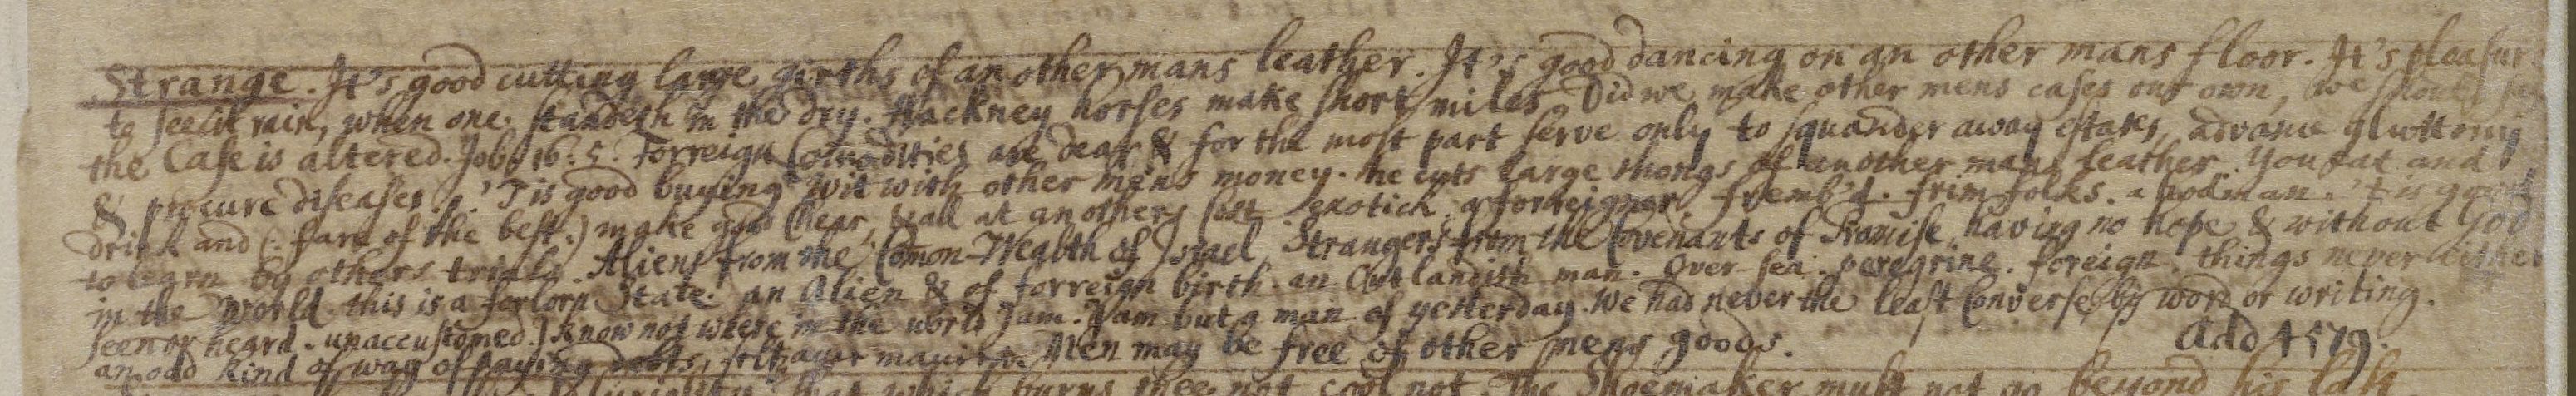 Strange. It's good cutting large girths of an other mans leather. It's good dancing on an other mans floor. It's pleasur
to see it rain, when one standeth in the dry. Hackney horses make short miles. Did we make other mens cases our own, we should say
the Case is altered. Job. 16. 5. Forreign Comodities are dear & for the most part serve only to squander away estates, advance gluttony
& procure diseases. 'Tis good buying wit with other mens money. he cuts large thongs of another mans leather. You eat and
drink and (: fare of the best:) make good Chear, & all at anothers cost. exotick. a forreigner. fremb'd. frim folks. a nod man. 't is good
to learn by others trials. Aliens from the Comon-Wealth of Israel, Strangers from the Covenants of Promise, having no hope & without God
in the World. this is a forlorn State. an Alien & of forreign birth. an Outlandish man. Over-sea. peregrine. foreign. things never either
seen or heard. unaccustomed. I know not where in the world I am. I am but a man of yesterday. We had never the least Converse by word or writing.
an odd kind of way of paying debts, Men may be free of other mens goods. Add 4579.
that which burns thee not cool not. The Shoemaker must not go beyond his last